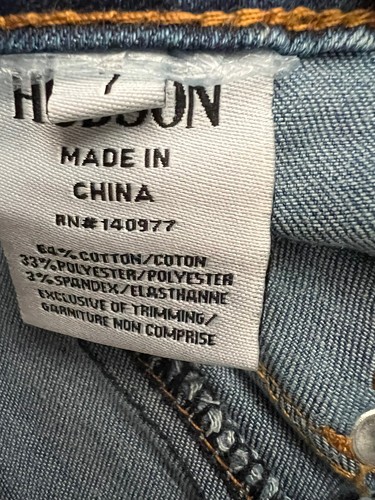 7
HUDSON
MADE IN
CHINA
RN#140977
64%COTTON/COTON
33%POLYESTER/POLYESTER
3%SPANDEX/ELASTHANNE
EXCLUSIVE OF TRIMMING/
GARNITURE NON COMPRISE